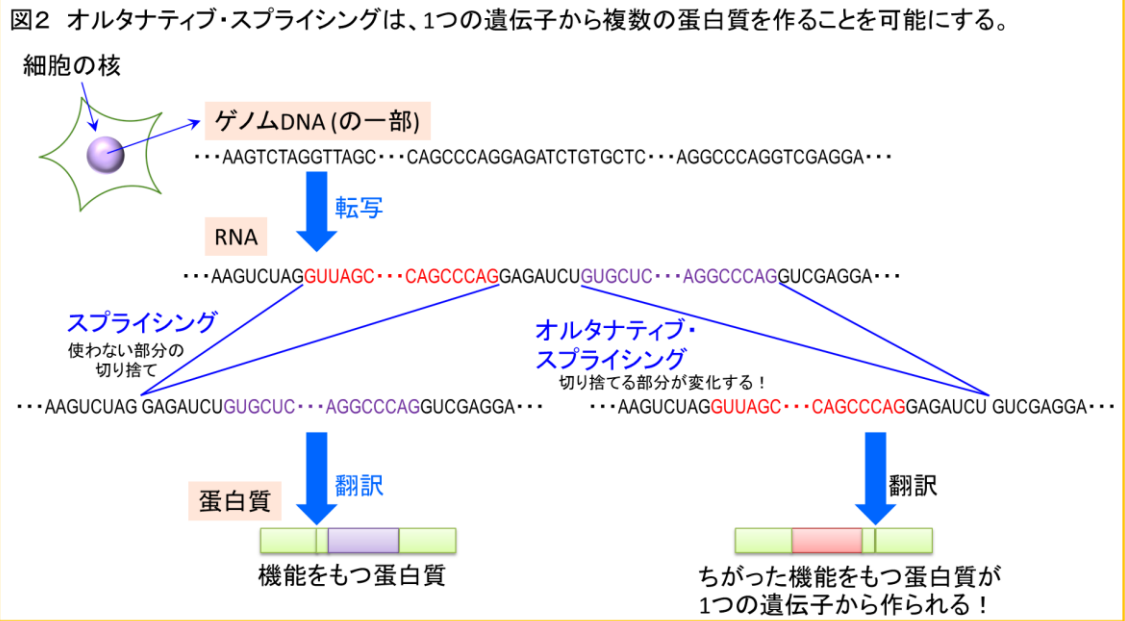 図2 オルタナティブ・スプライシングは、1つの遺伝子から複数の蛋白質を作ることを可能にする。
細胞の核
ゲノムDNA (の一部)
･･･AAGTCTAGGTTAGC･･･CAGCCCAGGAGATCTGTGCTC･･･AGGCCCAGGTCGAGGA･･･
転写
RNA
･･･AAGUCUAGGUUAGC･･･CAGCCCAGGAGAUCUGUGCUC･･･AGGCCCAGGUCGAGGA･･･
スプライシング
使わない部分の
切り捨て
オルタナティブ・
スプライシング
切り捨てる部分が変化する！
･･･AAGUCUAG GAGAUCUGUGCUC･･･AGGCCCAGGUCGAGGA･･･
･･･AAGUCUAGGUUAGC･･･CAGCCCAGGAGAUCU GUCGAGGA･･･
蛋白質
翻訳
翻訳
機能をもつ蛋白質
ちがった機能をもつ蛋白質が
1つの遺伝子から作られる！